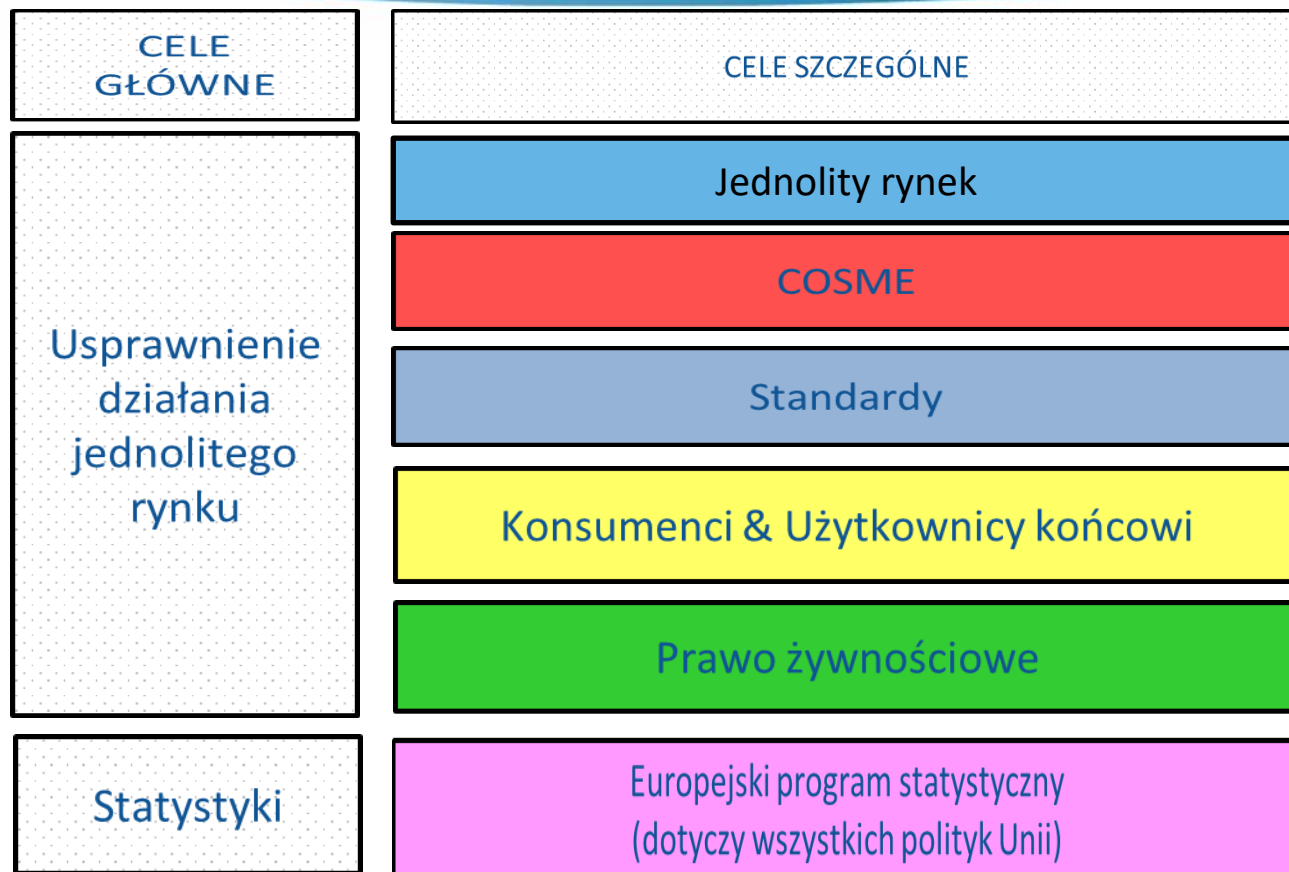 CELE
GŁÓWNE
CELE SZCZEGÓLNE
Usprawnienie
działania
jednolitego
rynku
Jednolity rynek
COSME
Standardy
Konsumenci & Użytkownicy końcowi
Prawo żywnościowe
Statystyki
Europejski program statystyczny
(dotyczy wszystkich polityk Unii)